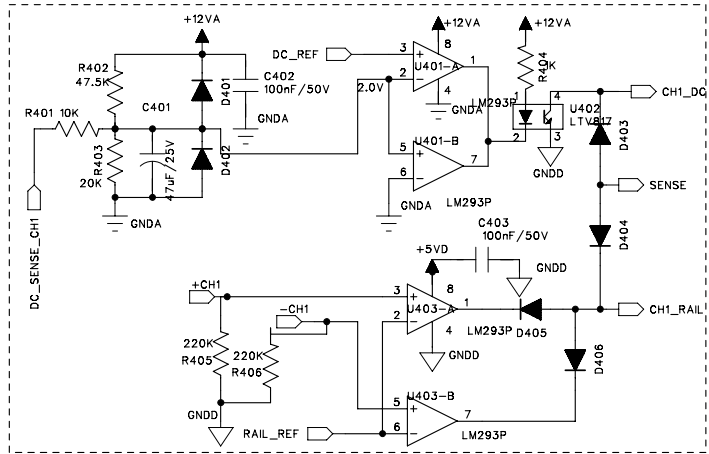 +12VA
R402
47.5K
D401
C402
100nF/50V
GNDA
R401 10K
C401
R403
20K
47uF/25V
D402
GNDA
DC_SENSE_CH1
DC_REF
2.0V
+12VA
3
+
8
1
U401-A
2
−
4
GNDA
LM293P
U401-B
5
+
7
6
−
LM293P
GNDA
+12VA
R404
1
4
U402
LTV817
2
3
GNDD
CH1_DC
D403
SENSE
D404
CH1_RAIL
C403
100nF/50V
+5VD
GNDD
+CH1
3
+
8
1
U403-A
−
4
2
LM293P
D405
GNDD
−CH1
220K
R405
220K
R406
GNDD
D406
U403-B
5
+
7
RAIL_REF
6
−
LM293P